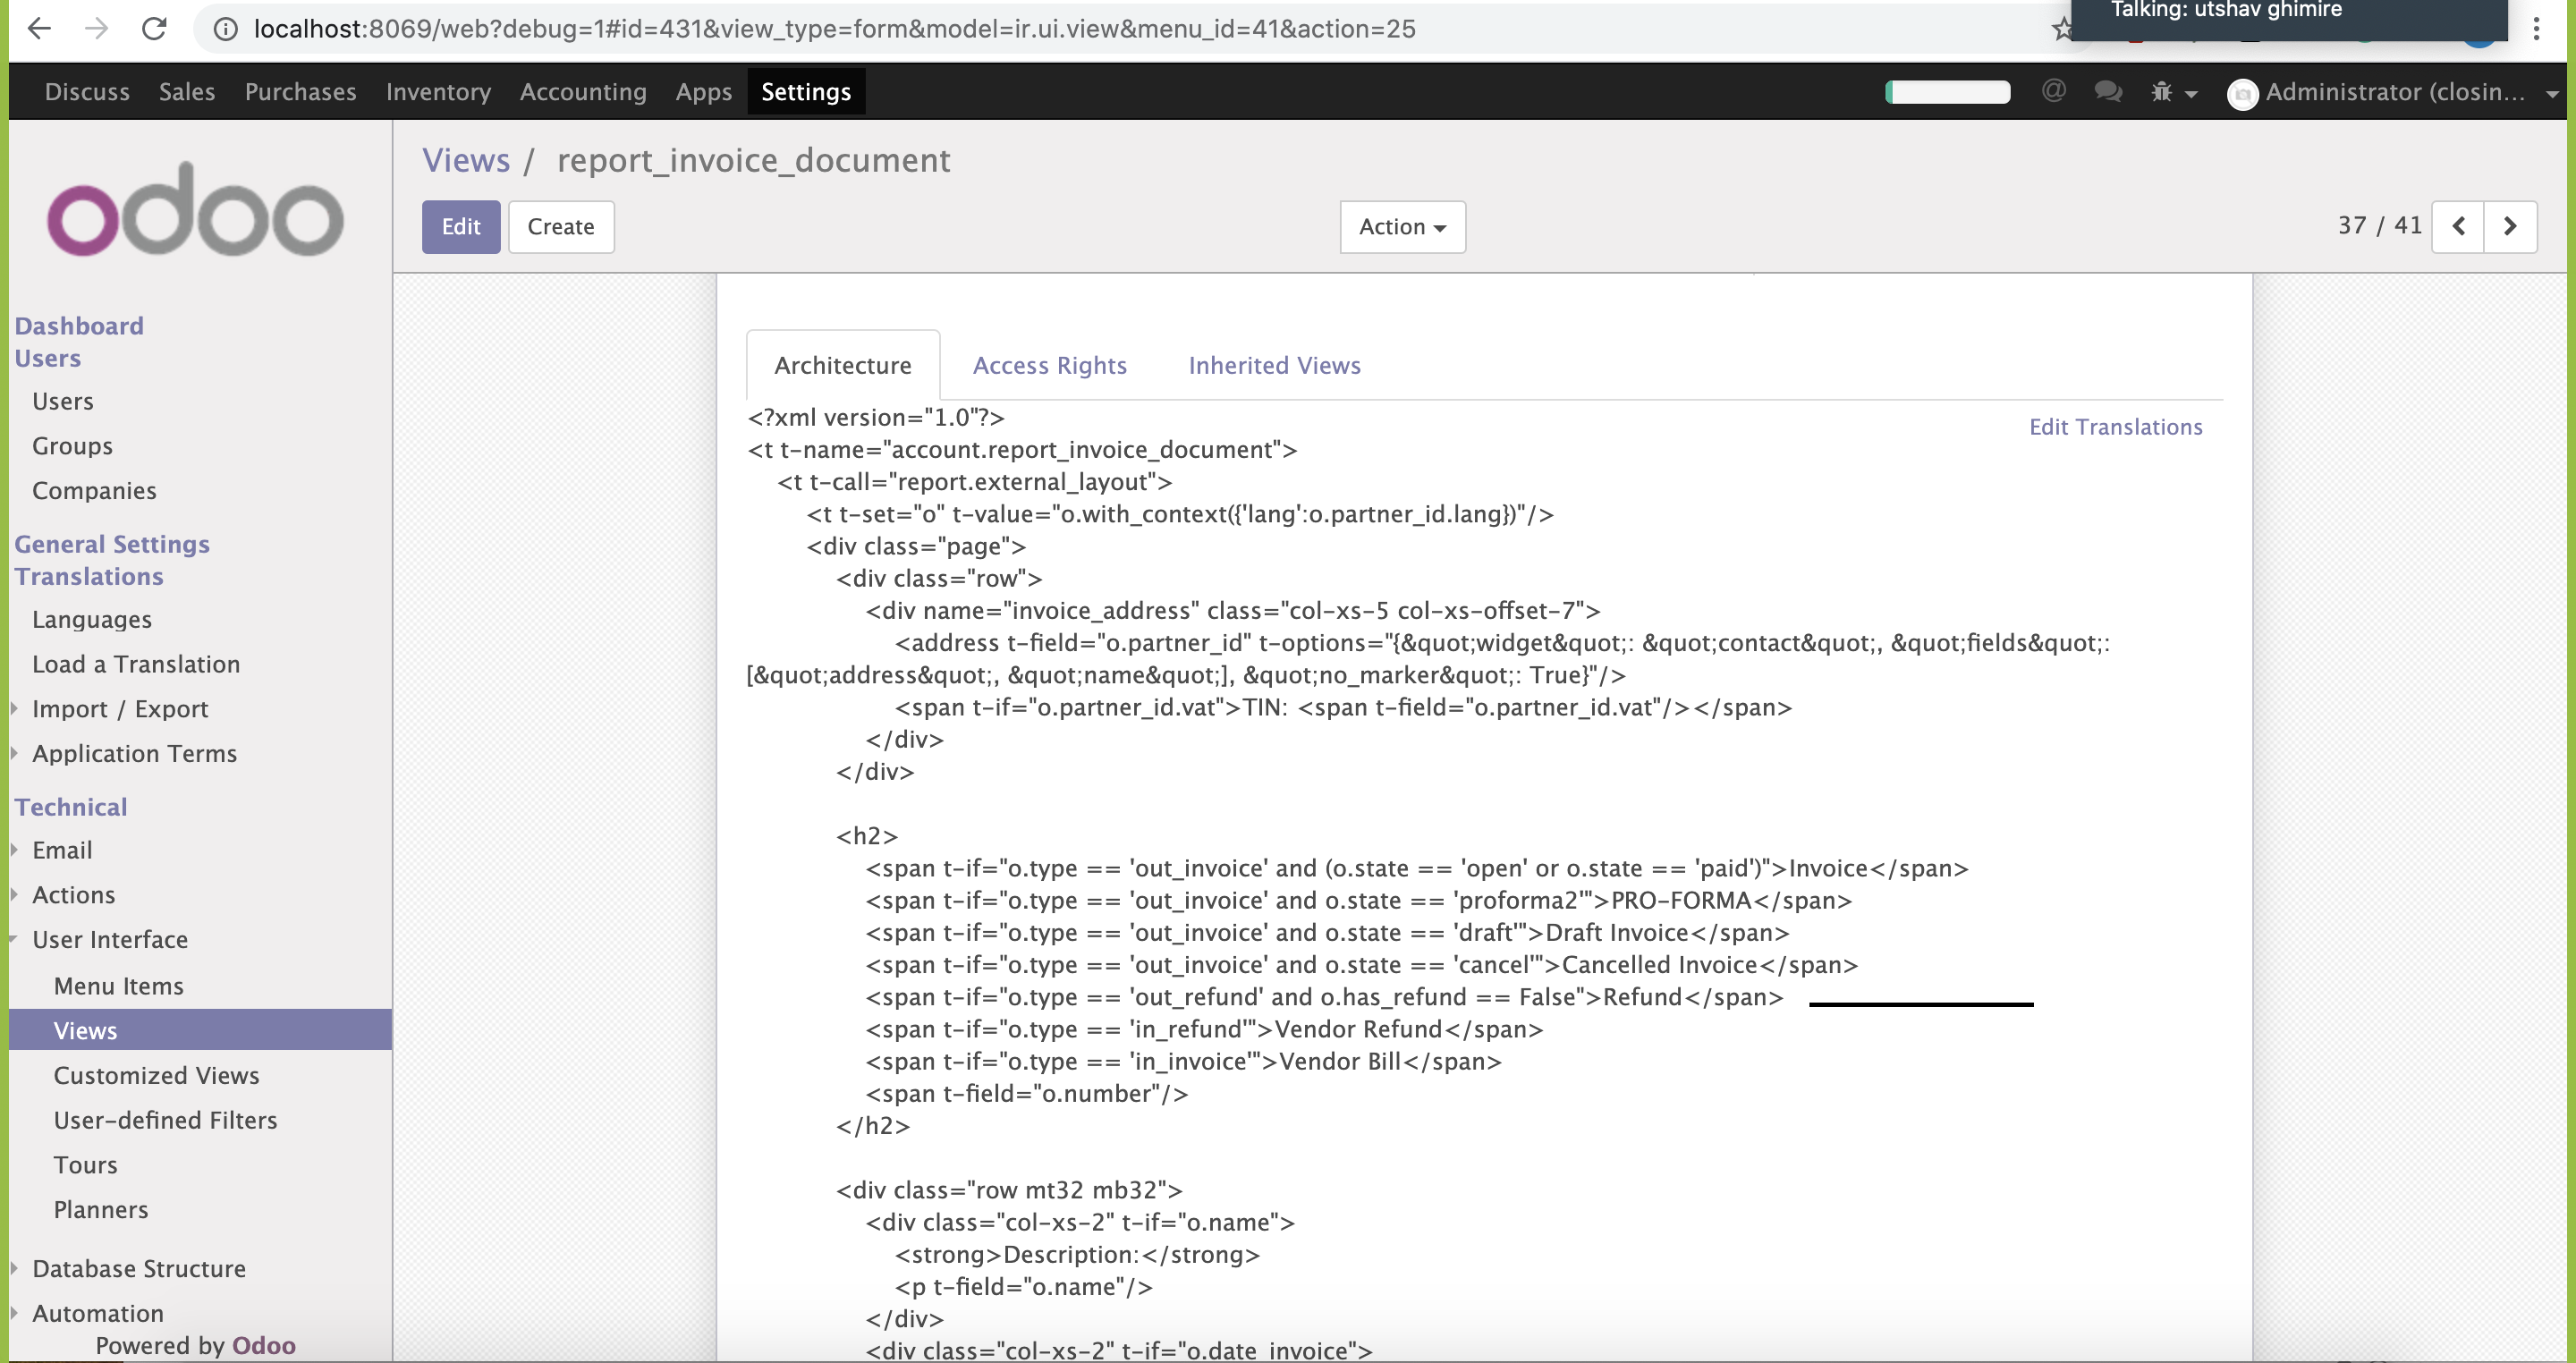 Talking: utshav ghimire
localhost:8069/web?debug=1#id=431&view_type=form&model=ir.ui.view&menu_id=41&action=25
Discuss Sales Purchases Inventory Accounting Apps Settings
@ Administrator (closin...
odoo
Dashboard
Users
Users
Groups
Companies
General Settings
Translations
Languages
Load a Translation
Import / Export
Application Terms
Technical
Email
Actions
User Interface
Menu Items
Views
Customized Views
User-defined Filters
Tours
Planners
Database Structure
Automation
Powered by Odoo
Views / report_invoice_document
Edit Create Action 37 / 41
Architecture Access Rights Inherited Views
Edit Translations
<?xml version="1.0"?>
<t t-name="account.report_invoice_document">
<t t-call="report.external_layout">
<t t-set="o" t-value="o.with_context({'lang':o.partner_id.lang})"/>
<div class="page">
<div class="row">
<div name="invoice_address" class="col-xs-5 col-xs-offset-7">
<address t-field="o.partner_id" t-options="{&quot;widget&quot;: &quot;contact&quot;, &quot;fields&quot;:
[&quot;address&quot;, &quot;name&quot;], &quot;no_marker&quot;: True}"/>
<span t-if="o.partner_id.vat">TIN: <span t-field="o.partner_id.vat"/></span>
</div>
</div>
<h2>
<span t-if="o.type == 'out_invoice' and (o.state == 'open' or o.state == 'paid')">Invoice</span>
<span t-if="o.type == 'out_invoice' and o.state == 'proforma2'">PRO-FORMA</span>
<span t-if="o.type == 'out_invoice' and o.state == 'draft'">Draft Invoice</span>
<span t-if="o.type == 'out_invoice' and o.state == 'cancel'">Cancelled Invoice</span>
<span t-if="o.type == 'out_refund' and o.has_refund == False">Refund</span>
<span t-if="o.type == 'in_refund'">Vendor Refund</span>
<span t-if="o.type == 'in_invoice'">Vendor Bill</span>
<span t-field="o.number"/>
</h2>
<div class="row mt32 mb32">
<div class="col-xs-2" t-if="o.name">
<strong>Description:</strong>
<p t-field="o.name"/>
</div>
<div class="col-xs-2" t-if="o.date_invoice">